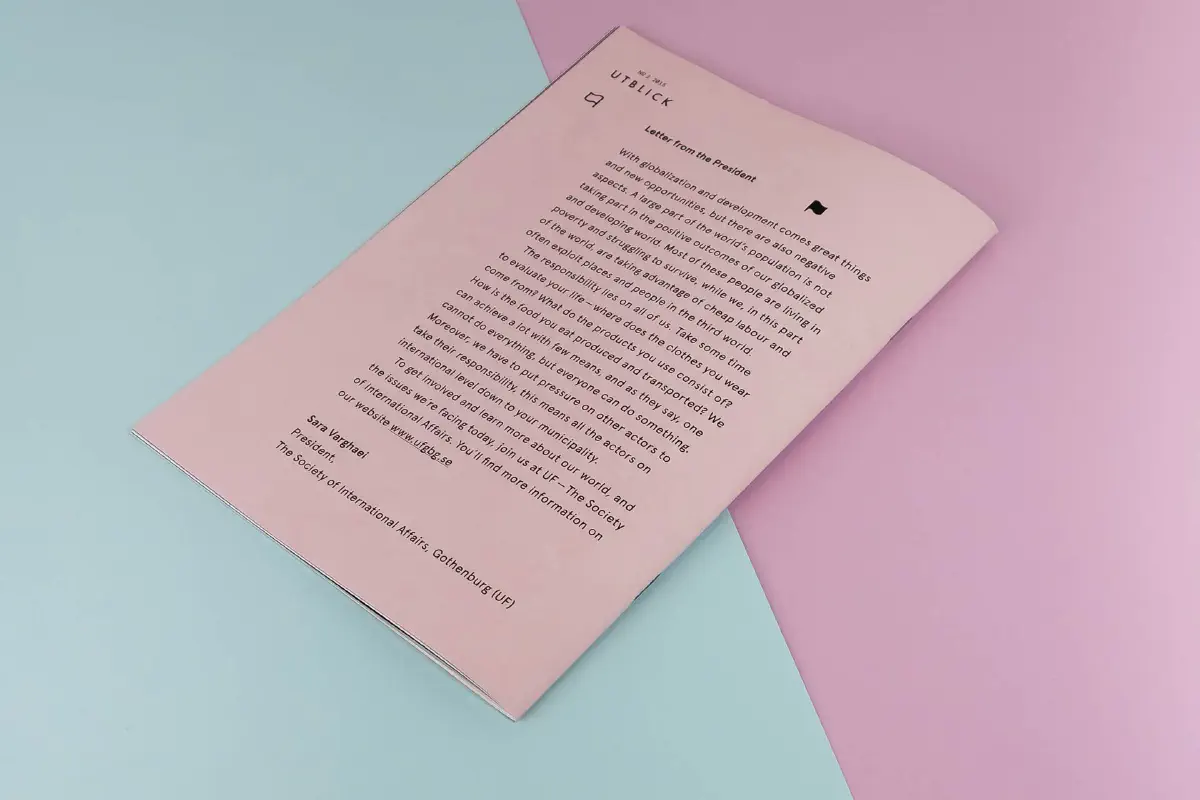 NO
UTBLICK
Letter from the President
With globalization and development comes great things
and new opportunities, but there are also negative
aspects. A large part of the world's population is not
taking part in the positive outcomes of our globalized
and developing world. Most of these people are living in
poverty and struggling to survive, while we, in this part
of the world, are taking advantage of cheap labour and
often exploit places and people in the third world.
The responsibility lies on all of us. Take some time
to evaluate your life – where does the clothes you wear
come from? What do the products you use consist of?
How is the food you eat produced and transported? We
can achieve a lot with few means, and as they say, one
cannot do everything, but everyone can do something.
Moreover, we have to put pressure on other actors to
take their responsibility, this means all the actors on
international level down to your municipality.
To get involved and learn more about our world, and
the issues we're facing today, join us at UF – The Society
of International Affairs. You'll find more information on
our website www.ufgbg.se
Sara Varghaei
President,
The Society of International Affairs, Gothenburg (UF)